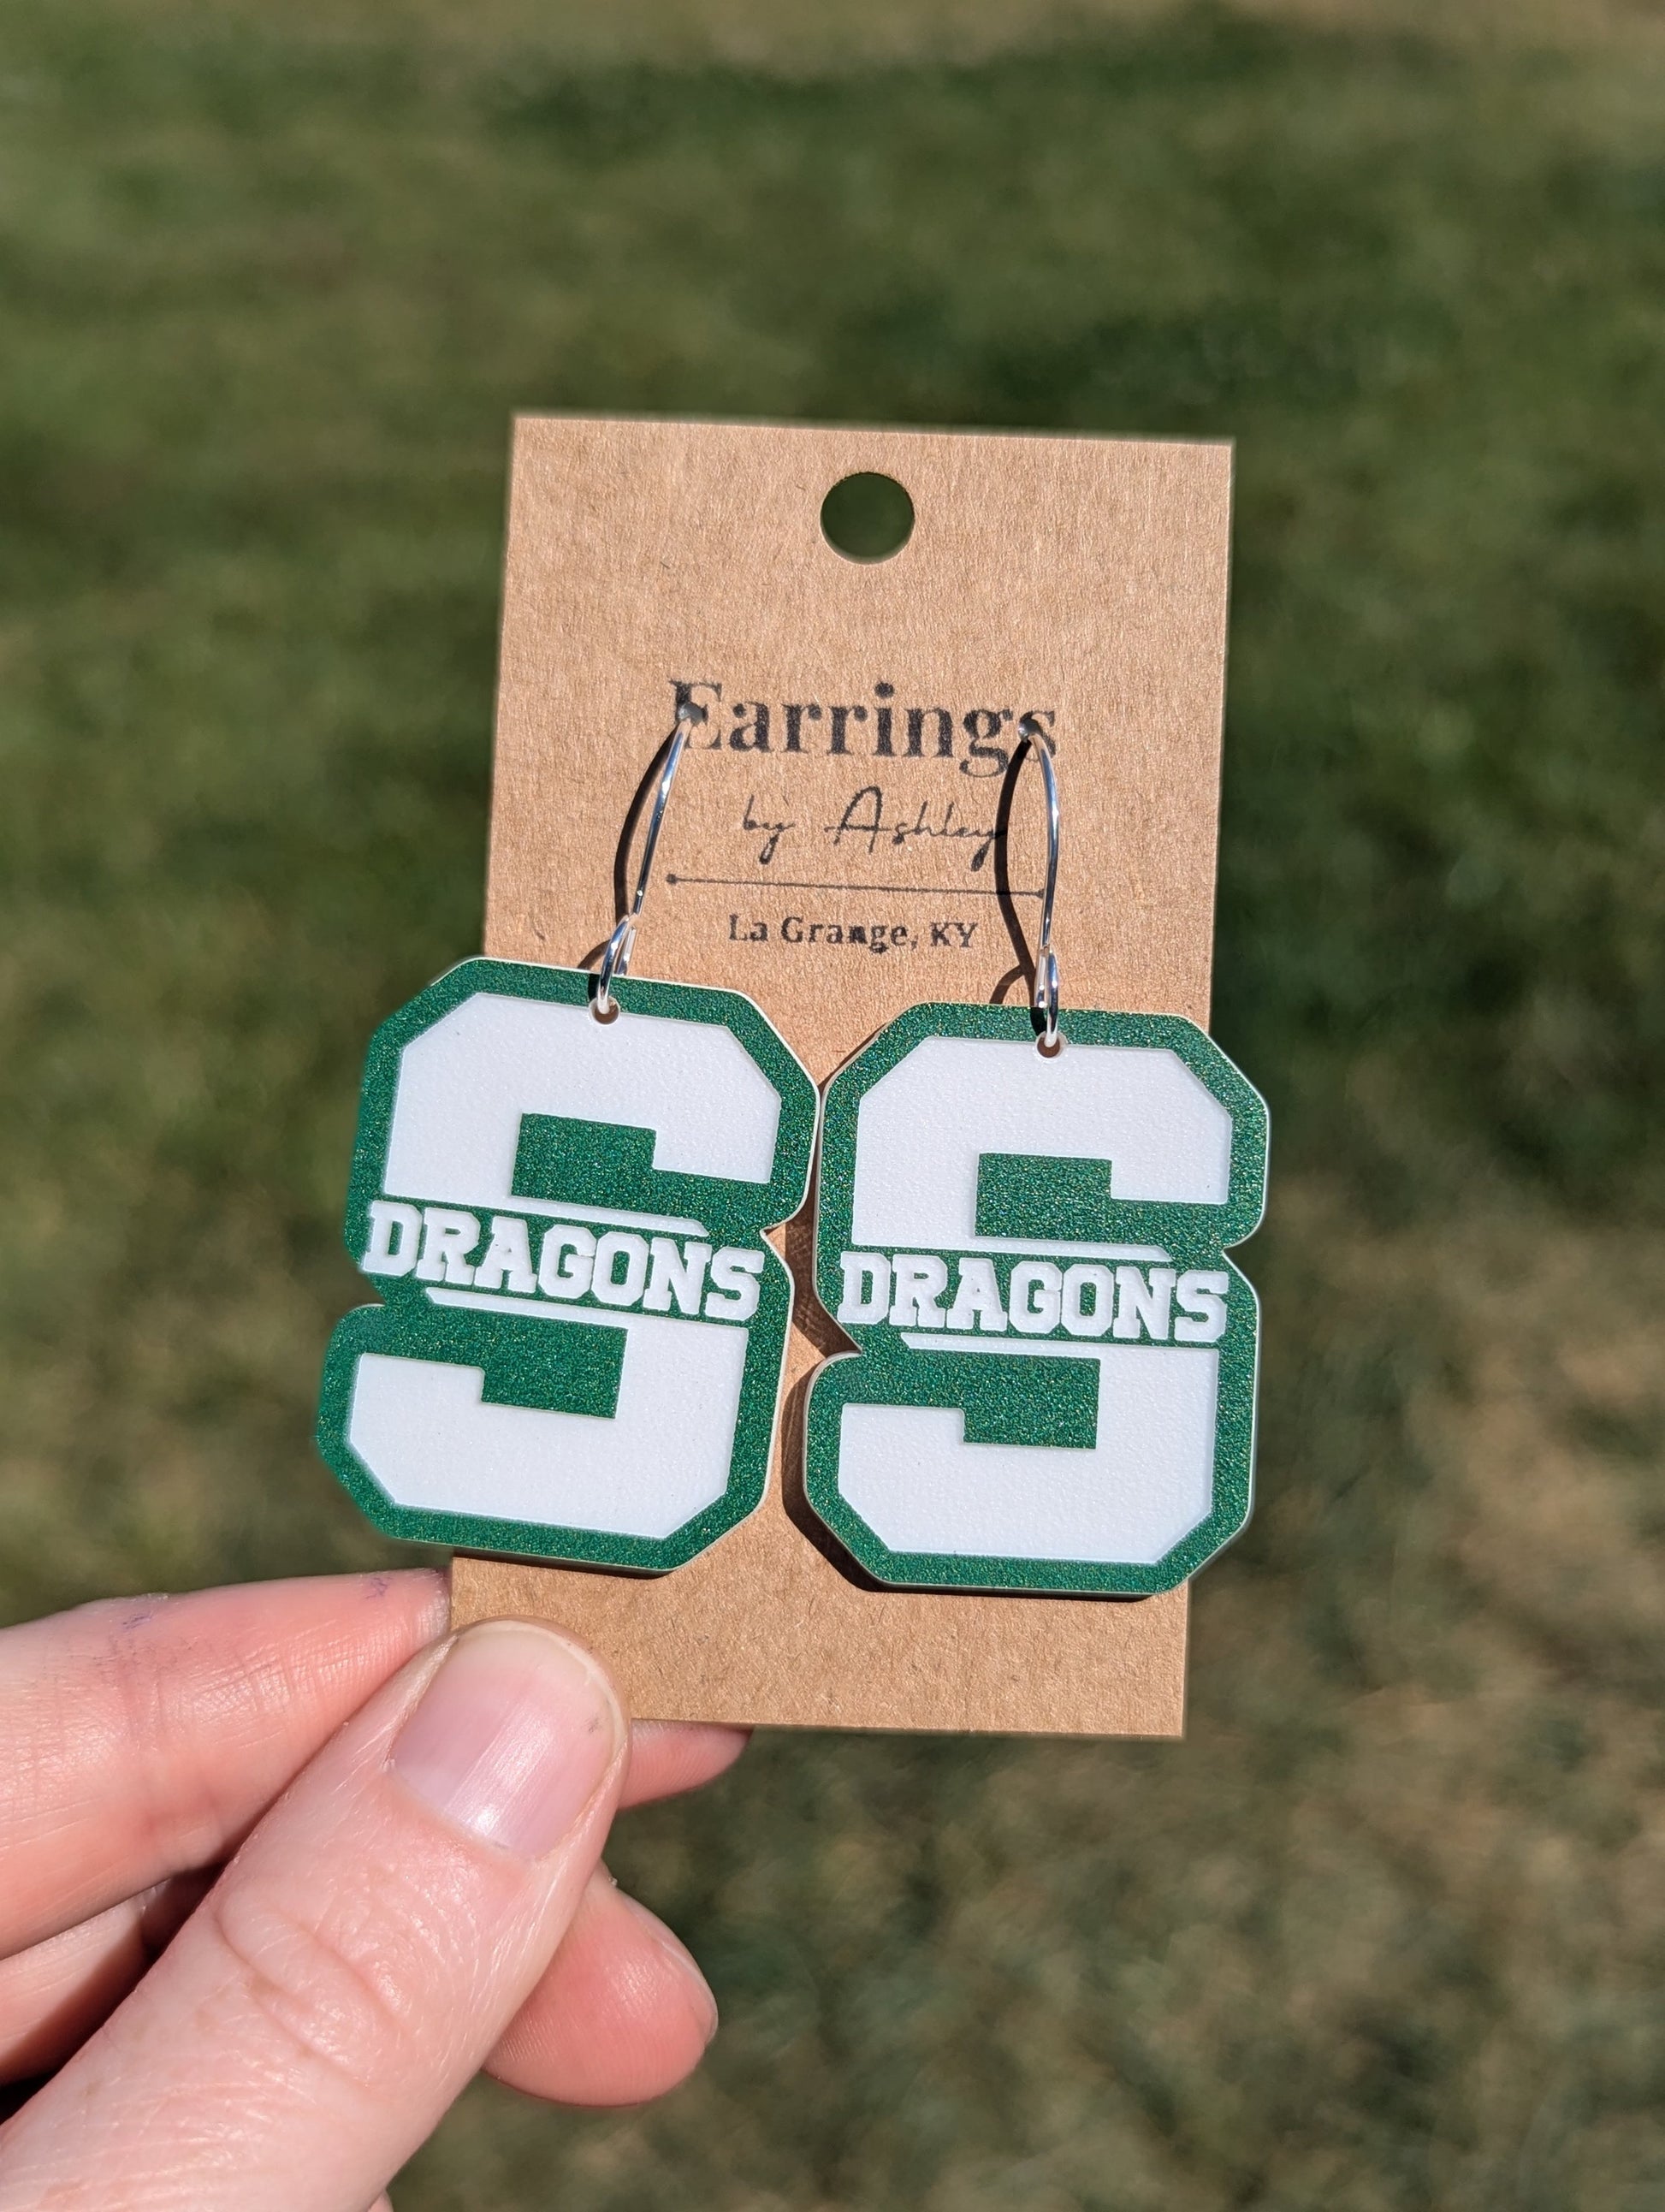 Earrings
by Ashley
La Grange, KY
S S
DRAGONS DRAGONS